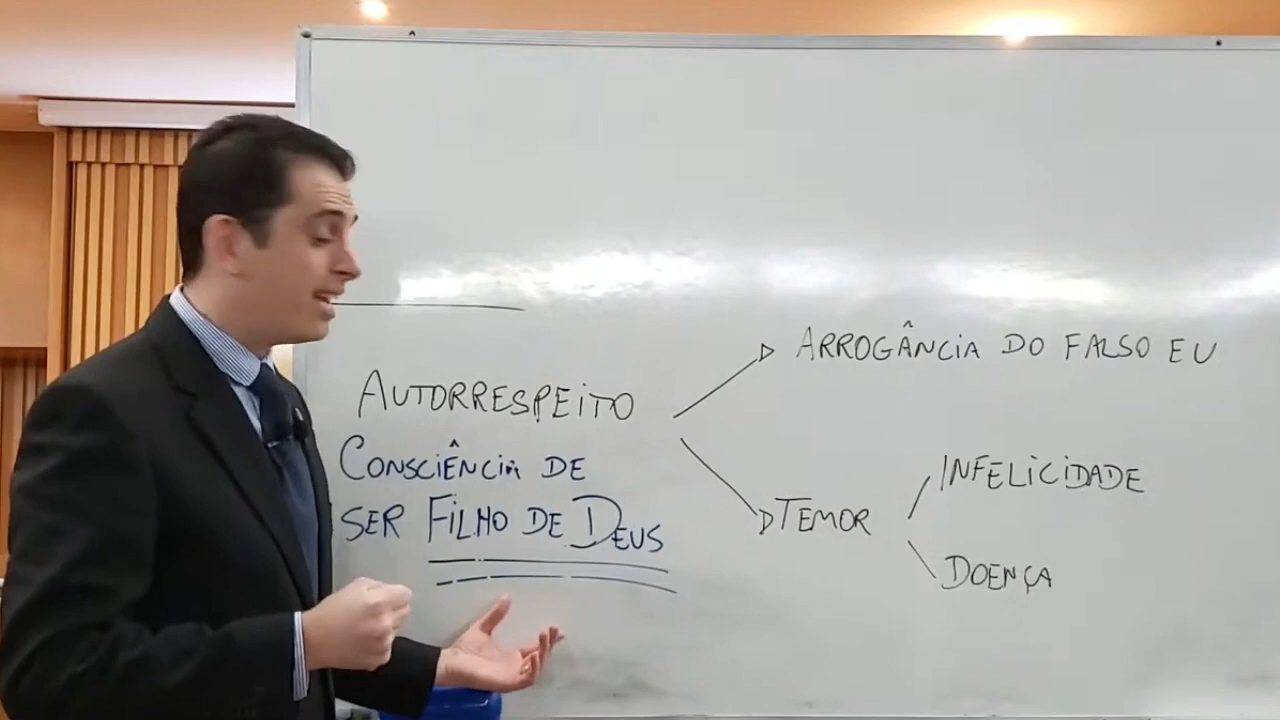 AUTORRESPEITO
CONSCIÊNCIA DE
SER FILHO DE DEUS
ARROGÂNCIA DO FALSO EU
TEMOR
INFELICIDADE
DOENÇA